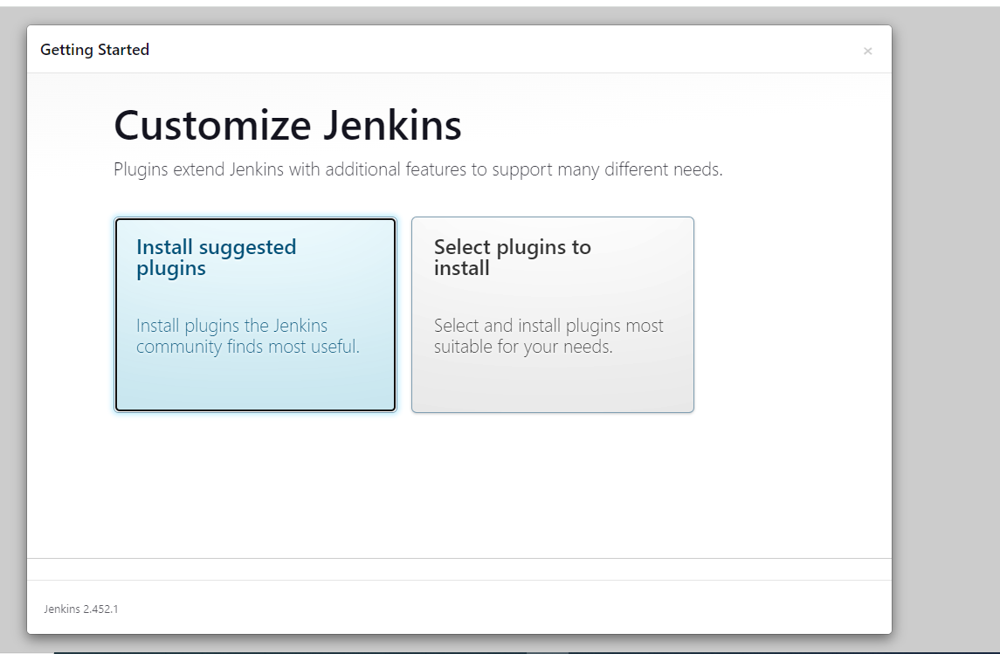 Getting Started
×
Customize Jenkins
Plugins extend Jenkins with additional features to support many different needs.
Install suggested
plugins
Install plugins the Jenkins
community finds most useful.
Select plugins to
install
Select and install plugins most
suitable for your needs.
Jenkins 2.452.1